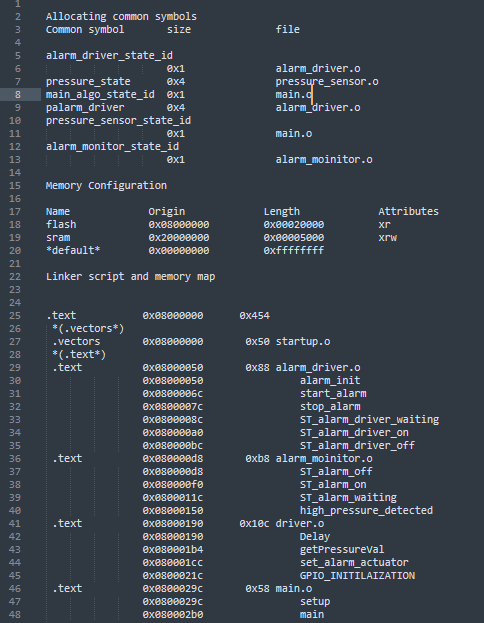 1
2 Allocating common symbols
3 Common symbol size file
4
5 alarm_driver_state_id
6 0x1 alarm_driver.o
7 pressure_state 0x4 pressure_sensor.o
8 main_algo_state_id 0x1 main.o
9 palarm_driver 0x4 alarm_driver.o
10 pressure_sensor_state_id
11 0x1 main.o
12 alarm_monitor_state_id
13 0x1 alarm_moinitor.o
14
15 Memory Configuration
16
17 Name Origin Length Attributes
18 flash 0x08000000 0x00020000 xr
19 sram 0x20000000 0x00005000 xrw
20 *default* 0x00000000 0xffffffff
21
22 Linker script and memory map
23
24
25 .text 0x08000000 0x454
26 *(.vectors*)
27 .vectors 0x08000000 0x50 startup.o
28 *(.text*)
29 .text 0x08000050 0x88 alarm_driver.o
30 0x08000050 alarm_init
31 0x0800006c start_alarm
32 0x0800007c stop_alarm
33 0x0800008c ST_alarm_driver_waiting
34 0x080000a0 ST_alarm_driver_on
35 0x080000bc ST_alarm_driver_off
36 .text 0x080000d8 0xb8 alarm_moinitor.o
37 0x080000d8 ST_alarm_off
38 0x080000f0 ST_alarm_on
39 0x0800011c ST_alarm_waiting
40 0x08000150 high_pressure_detected
41 .text 0x08000190 0x10c driver.o
42 0x08000190 Delay
43 0x080001b4 getPressureVal
44 0x080001cc set_alarm_actuator
45 0x0800021c GPIO_INITILAIZATION
46 .text 0x0800029c 0x58 main.o
47 0x0800029c setup
48 0x080002b0 main